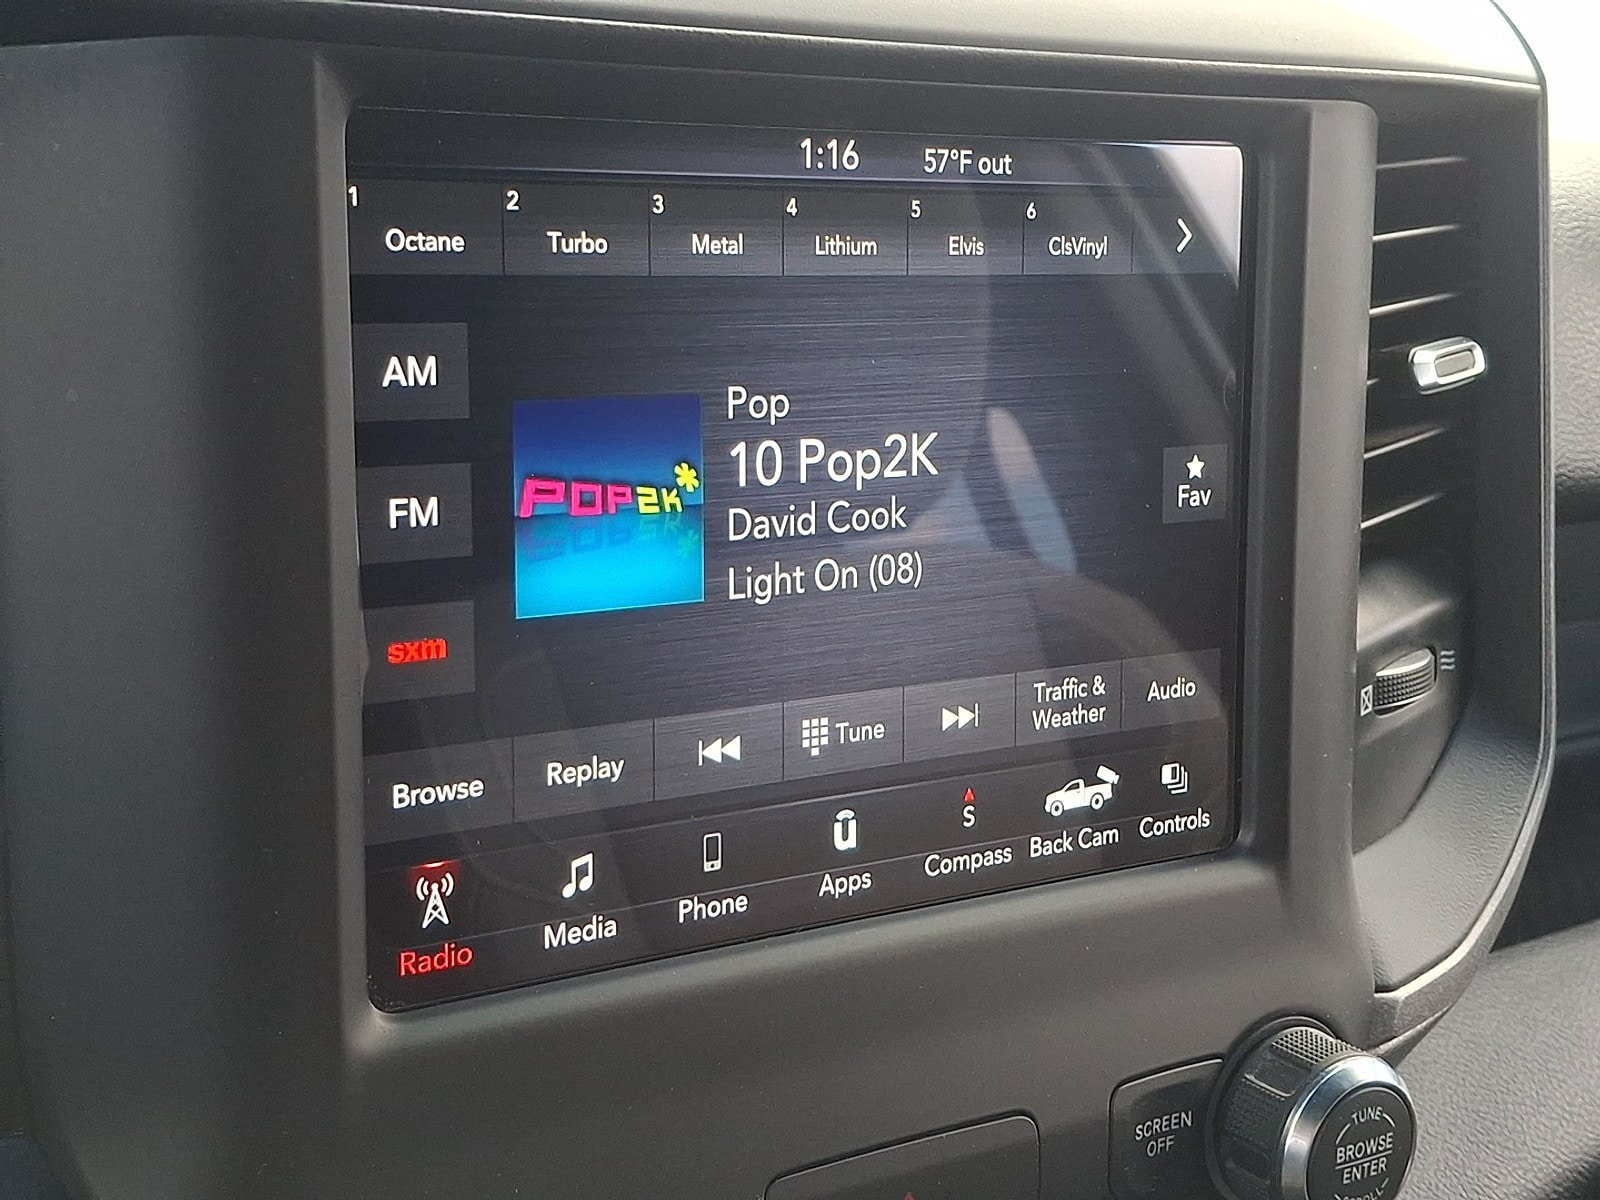 1:16 57°F out
1 2 3 4 5 6
Octane Turbo Metal Lithium Elvis ClsVinyl
AM
Pop
10 Pop2K
POP2K*
Fav
FM
David Cook
Light On (08)
sxm
Browse Replay Tune Traffic & Weather Audio
S
Radio Media Phone Apps Compass Back Cam Controls
SCREEN
OFF
TUNE
BROWSE
ENTER